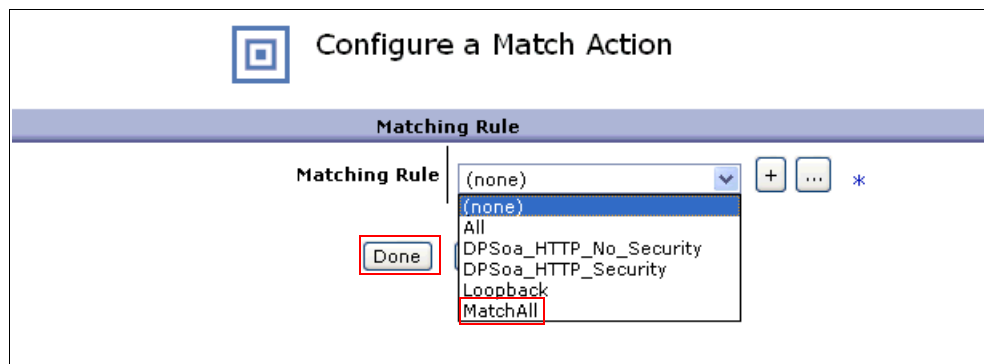 Configure a Match Action
Matching Rule
Matching Rule
(none)
+
...
*
(none)
All
DPSoa_HTTP_No_Security
DPSoa_HTTP_Security
Loopback
MatchAll
Done